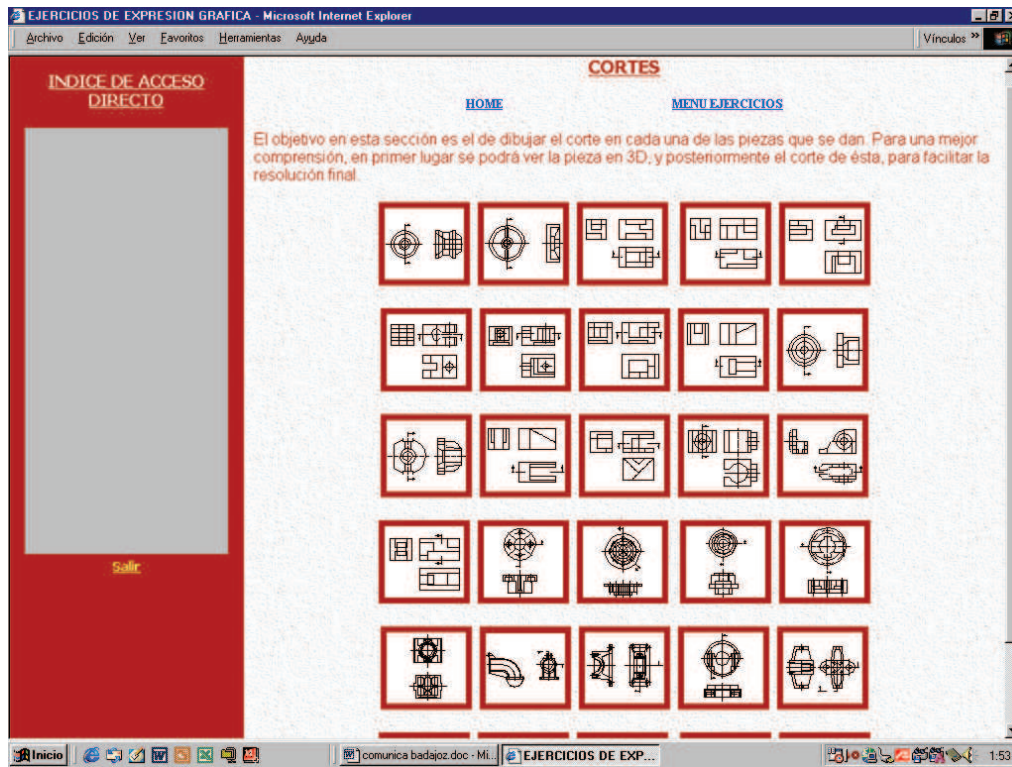 EJERCICIOS DE EXPRESION GRAFICA - Microsoft Internet Explorer
Archivo Edición Ver Favoritos Herramientas Ayuda Vínculos »
INDICE DE ACCESO
DIRECTO
Salir
CORTES
HOME MENU EJERCICIOS
El objetivo en esta sección es el de dibujar el corte en cada una de las piezas que se dan. Para una mejor
comprensión, en primer lugar se podrá ver la pieza en 3D, y posteriormente el corte de ésta, para facilitar la
resolución final.
Inicio comunica badajoz.doc - Mi... EJERCICIOS DE EXP... 1:53